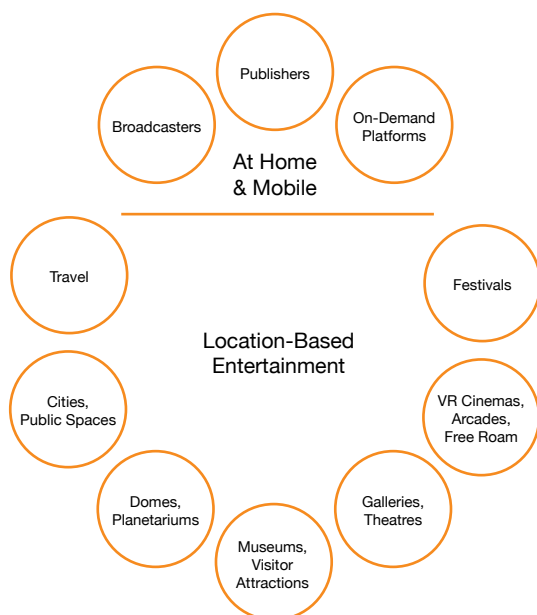 Publishers
Broadcasters
On-Demand
Platforms
At Home
& Mobile
Travel
Festivals
Location-Based
Entertainment
Cities,
Public Spaces
VR Cinemas,
Arcades,
Free Roam
Domes,
Planetariums
Galleries,
Theatres
Museums,
Visitor
Attractions